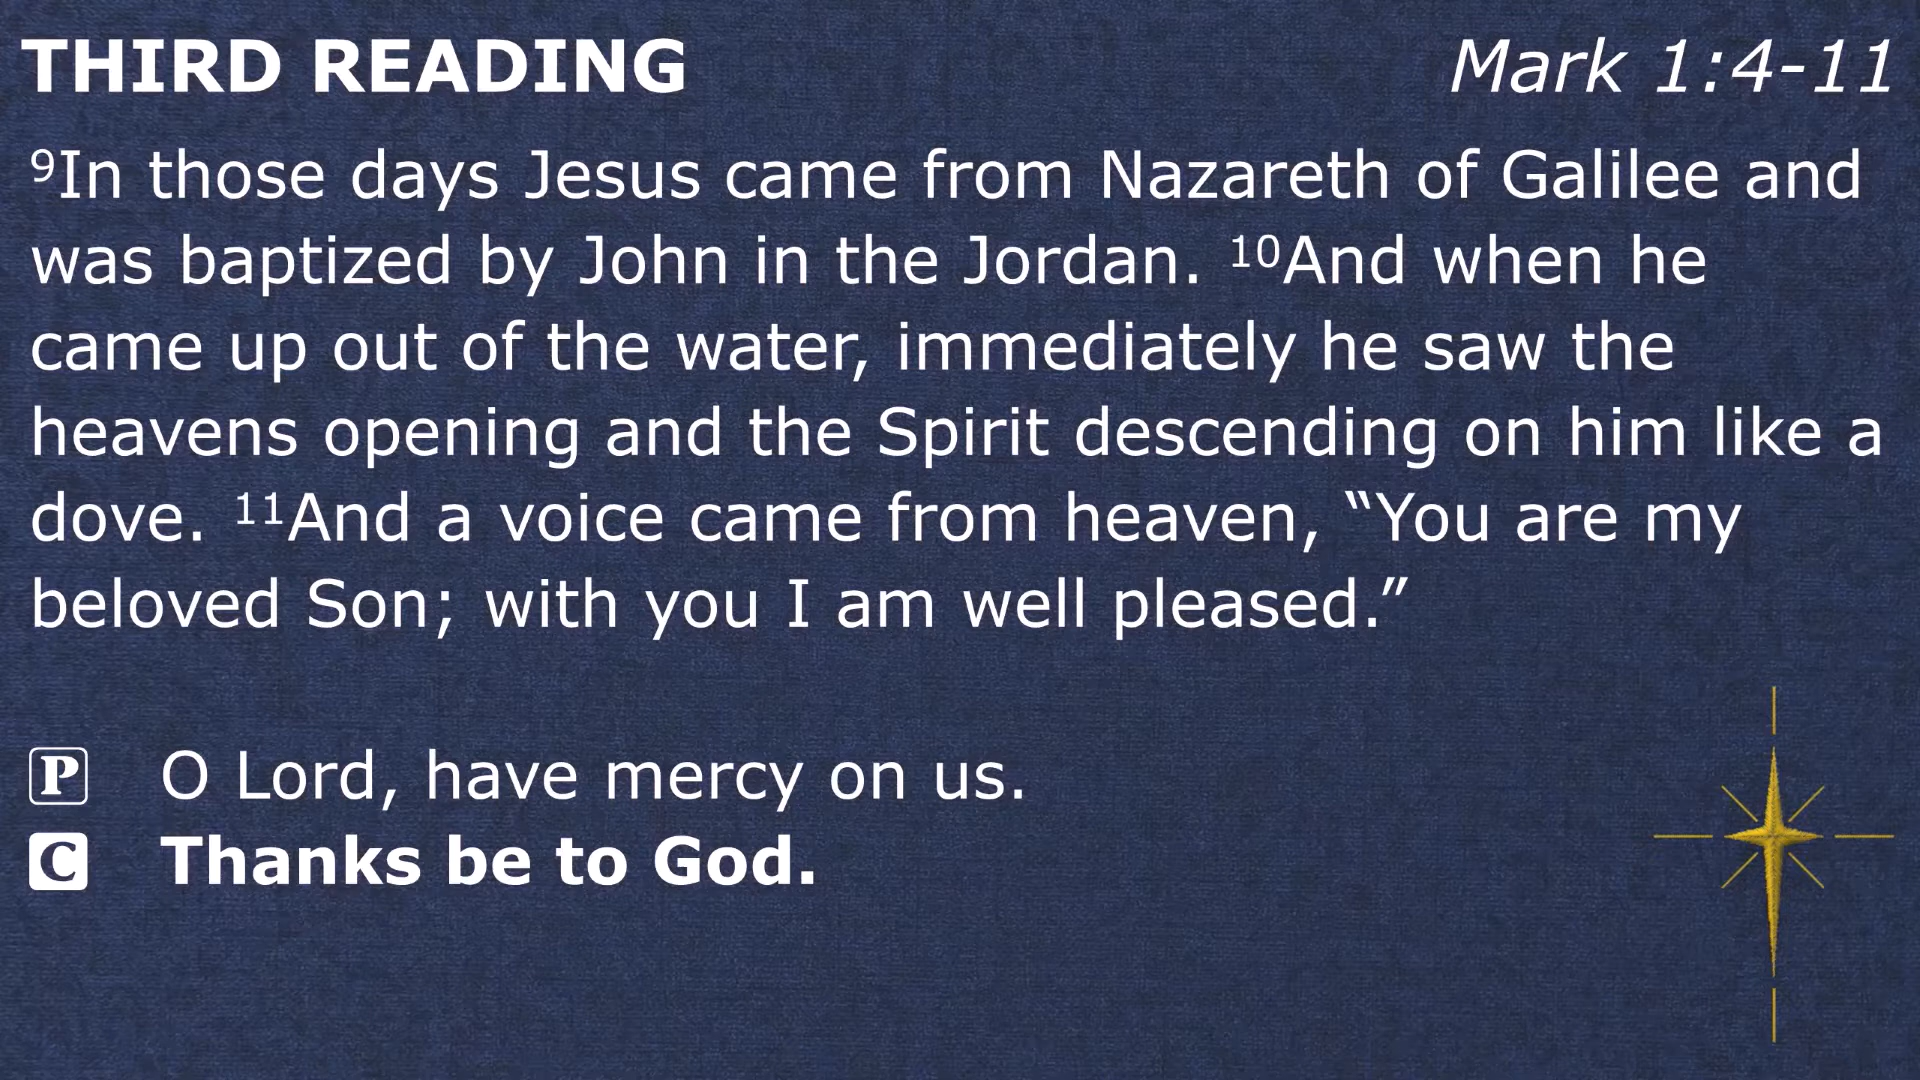 THIRD READING Mark 1:4-11
⁹In those days Jesus came from Nazareth of Galilee and
was baptized by John in the Jordan. ¹⁰And when he
came up out of the water, immediately he saw the
heavens opening and the Spirit descending on him like a
dove. ¹¹And a voice came from heaven, “You are my
beloved Son; with you I am well pleased.”
P O Lord, have mercy on us.
C Thanks be to God.